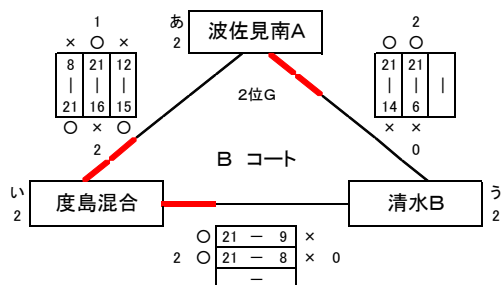 1 あ 2
× ○ × 2 波佐見南A ○ ○
8 21 12 21 21
| | | | | |
21 16 15 2位G 14 6
○ × ○ × ×
2 0
B コート
い 度島混合 清水B う
2 2
○ 21 － 9 ×
2 ○ 21 － 8 × 0
－